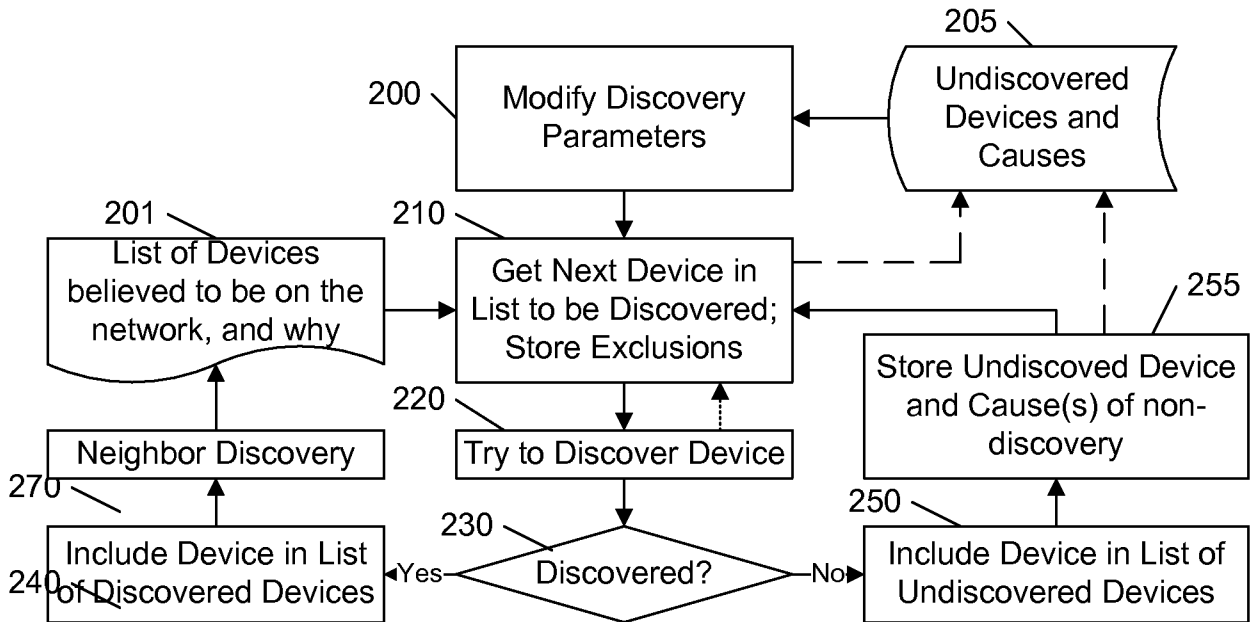 205
200
Modify Discovery
Parameters
Undiscovered
Devices and
Causes
201
List of Devices
believed to be on the
network, and why
210
Get Next Device in
List to be Discovered;
Store Exclusions
255
Store Undiscoved Device
and Cause(s) of non-
discovery
220
Try to Discover Device
Neighbor Discovery
270
Include Device in List
of Discovered Devices
240
230
Discovered?
Yes
No
250
Include Device in List of
Undiscovered Devices